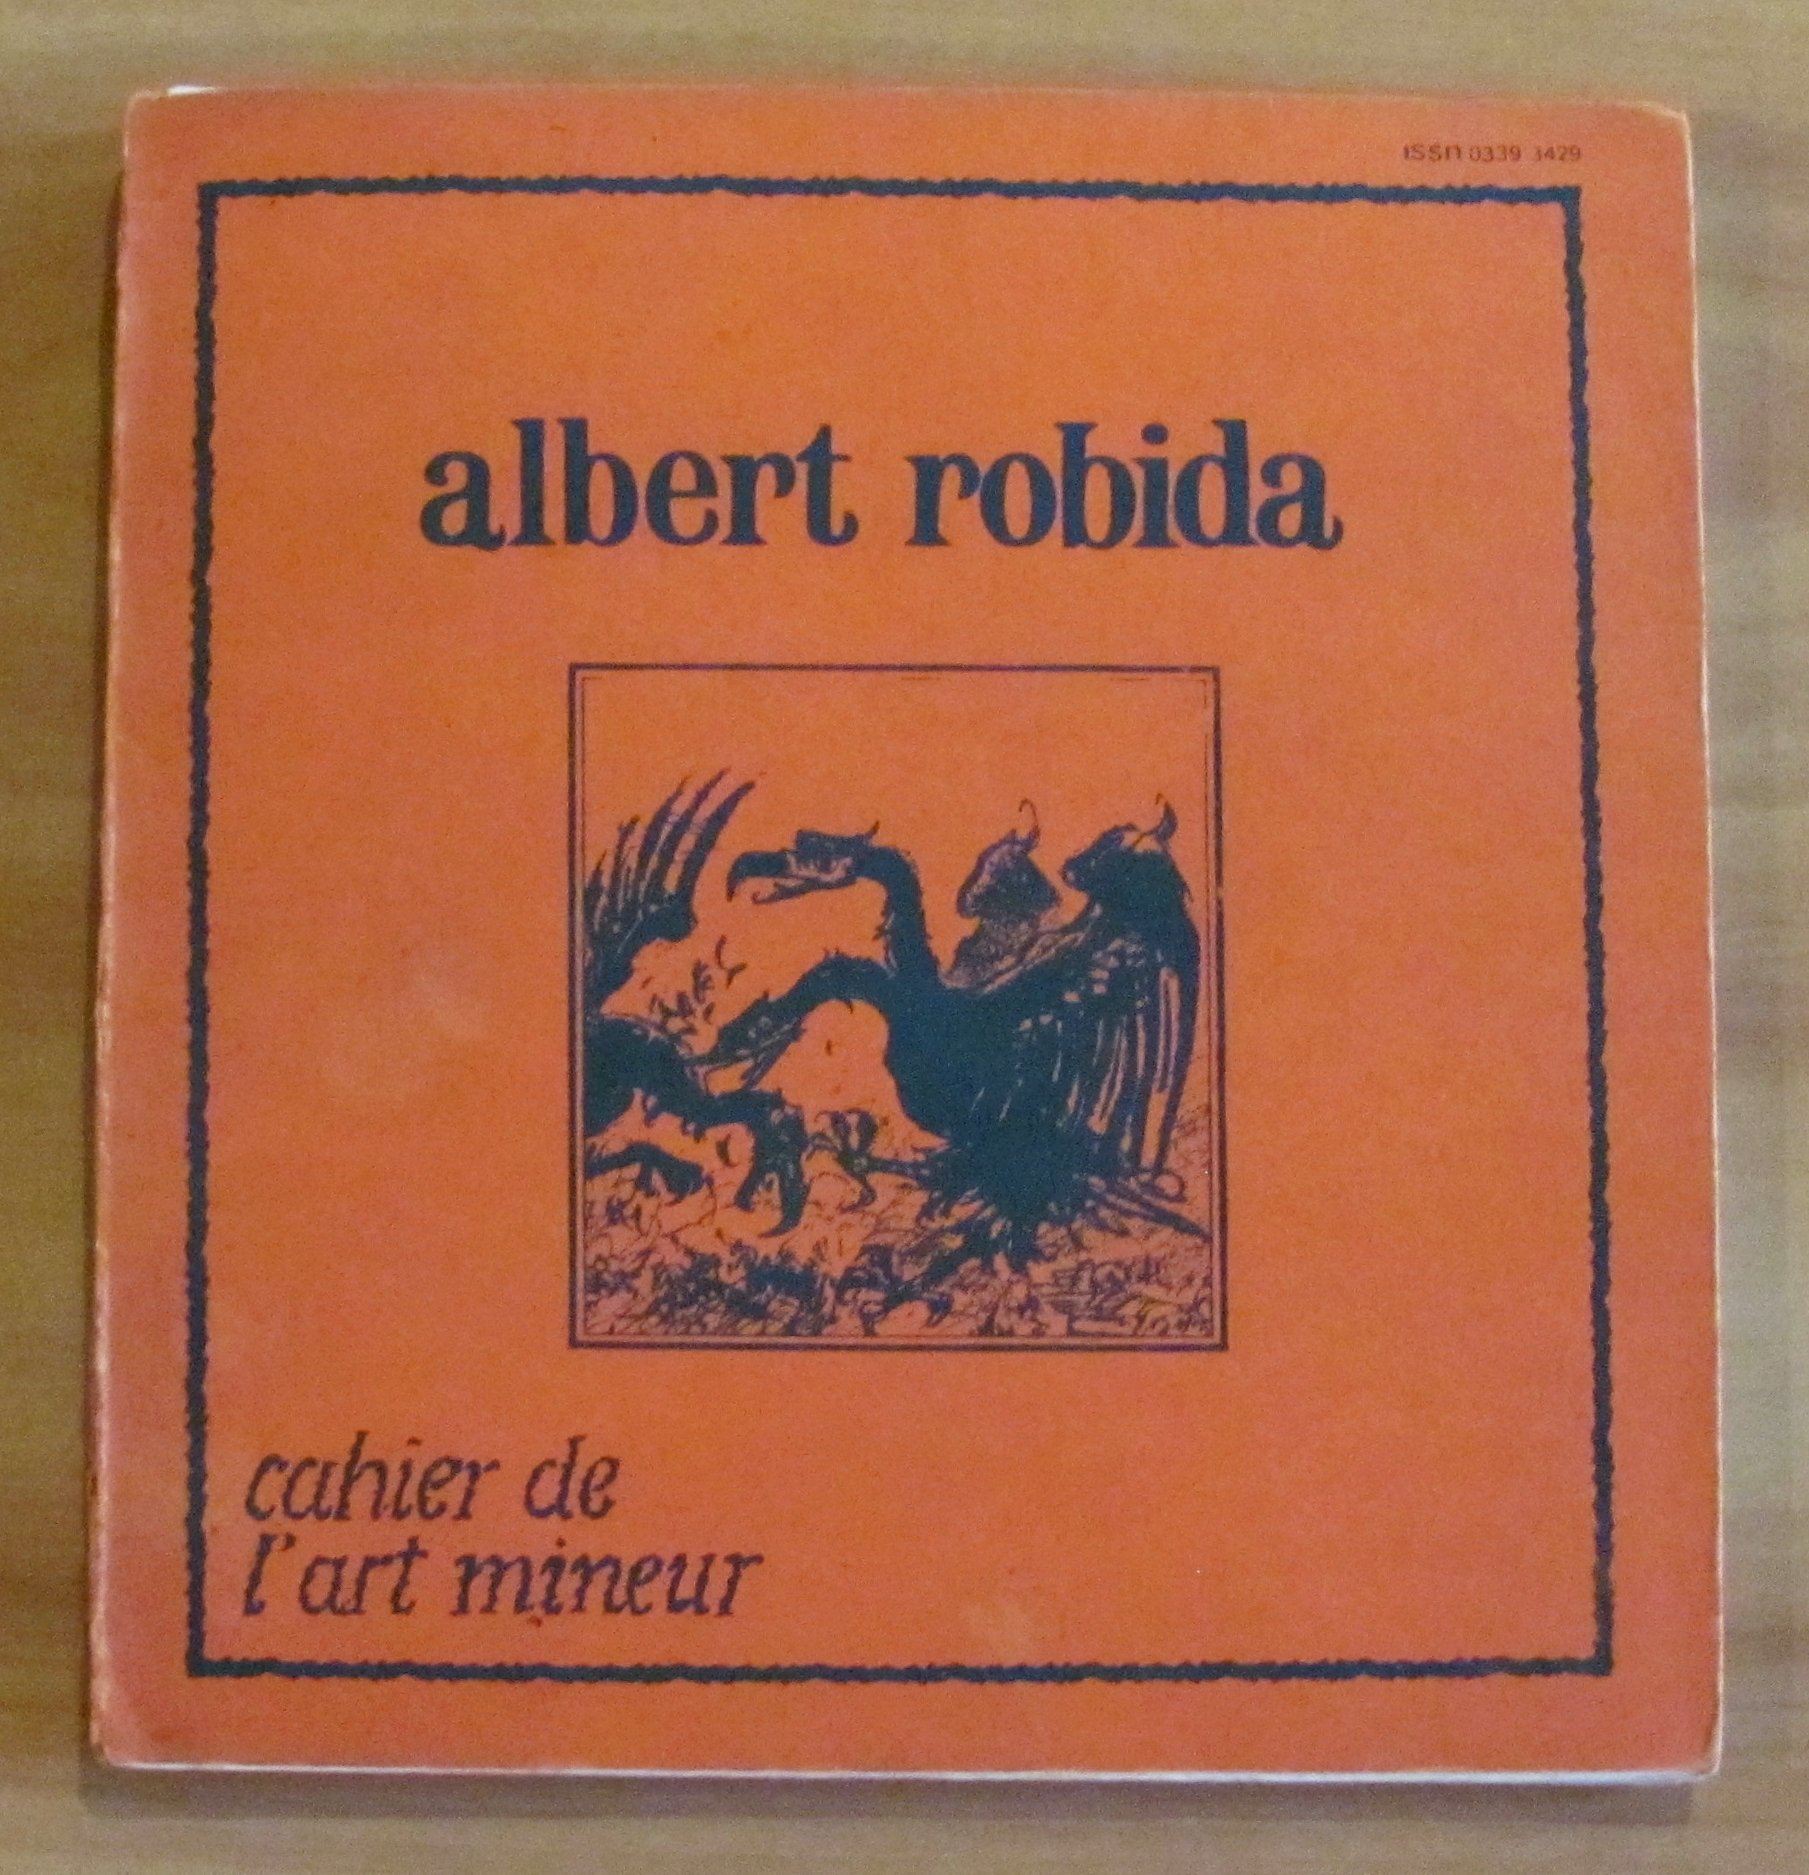 ISSN 0339 3429
albert robida
cahier de
l'art mineur